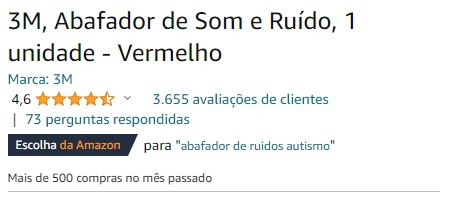 3M, Abafador de Som e Ruído, 1
unidade - Vermelho
Marca: 3M
4,6 3.655 avaliações de clientes
| 73 perguntas respondidas
Escolha da Amazon para "abafador de ruidos autismo"
Mais de 500 compras no mês passado